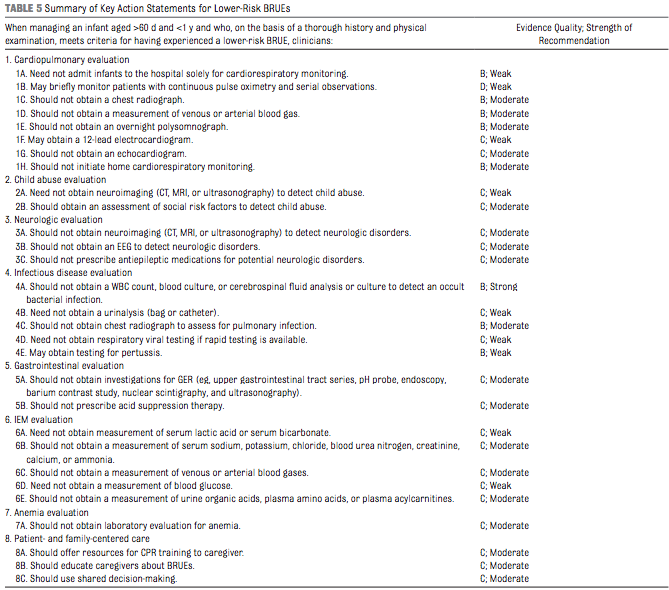 TABLE 5 Summary of Key Action Statements for Lower-Risk BRUEs
When managing an infant aged >60 d and <1 y and who, on the basis of a thorough history and physical
examination, meets criteria for having experienced a lower-risk BRUE, clinicians:
Evidence Quality; Strength of
Recommendation
1. Cardiopulmonary evaluation
1A. Need not admit infants to the hospital solely for cardiorespiratory monitoring. B; Weak
1B. May briefly monitor patients with continuous pulse oximetry and serial observations. D; Weak
1C. Should not obtain a chest radiograph. B; Moderate
1D. Should not obtain a measurement of venous or arterial blood gas. B; Moderate
1E. Should not obtain an overnight polysomnograph. B; Moderate
1F. May obtain a 12-lead electrocardiogram. C; Weak
1G. Should not obtain an echocardiogram. C; Moderate
1H. Should not initiate home cardiorespiratory monitoring. B; Moderate
2. Child abuse evaluation
2A. Need not obtain neuroimaging (CT, MRI, or ultrasonography) to detect child abuse. C; Weak
2B. Should obtain an assessment of social risk factors to detect child abuse. C; Moderate
3. Neurologic evaluation
3A. Should not obtain neuroimaging (CT, MRI, or ultrasonography) to detect neurologic disorders. C; Moderate
3B. Should not obtain an EEG to detect neurologic disorders. C; Moderate
3C. Should not prescribe antiepileptic medications for potential neurologic disorders. C; Moderate
4. Infectious disease evaluation
4A. Should not obtain a WBC count, blood culture, or cerebrospinal fluid analysis or culture to detect an occult B; Strong
bacterial infection.
4B. Need not obtain a urinalysis (bag or catheter). C; Weak
4C. Should not obtain chest radiograph to assess for pulmonary infection. B; Moderate
4D. Need not obtain respiratory viral testing if rapid testing is available. C; Weak
4E. May obtain testing for pertussis. B; Weak
5. Gastrointestinal evaluation
5A. Should not obtain investigations for GER (eg, upper gastrointestinal tract series, pH probe, endoscopy, C; Moderate
barium contrast study, nuclear scintigraphy, and ultrasonography).
5B. Should not prescribe acid suppression therapy. C; Moderate
6. IEM evaluation
6A. Need not obtain measurement of serum lactic acid or serum bicarbonate. C; Weak
6B. Should not obtain a measurement of serum sodium, potassium, chloride, blood urea nitrogen, creatinine, C; Moderate
calcium, or ammonia.
6C. Should not obtain a measurement of venous or arterial blood gases. C; Moderate
6D. Need not obtain a measurement of blood glucose. C; Weak
6E. Should not obtain a measurement of urine organic acids, plasma amino acids, or plasma acylcarnitines. C; Moderate
7. Anemia evaluation
7A. Should not obtain laboratory evaluation for anemia. C; Moderate
8. Patient- and family-centered care
8A. Should offer resources for CPR training to caregiver. C; Moderate
8B. Should educate caregivers about BRUEs. C; Moderate
8C. Should use shared decision-making. C; Moderate